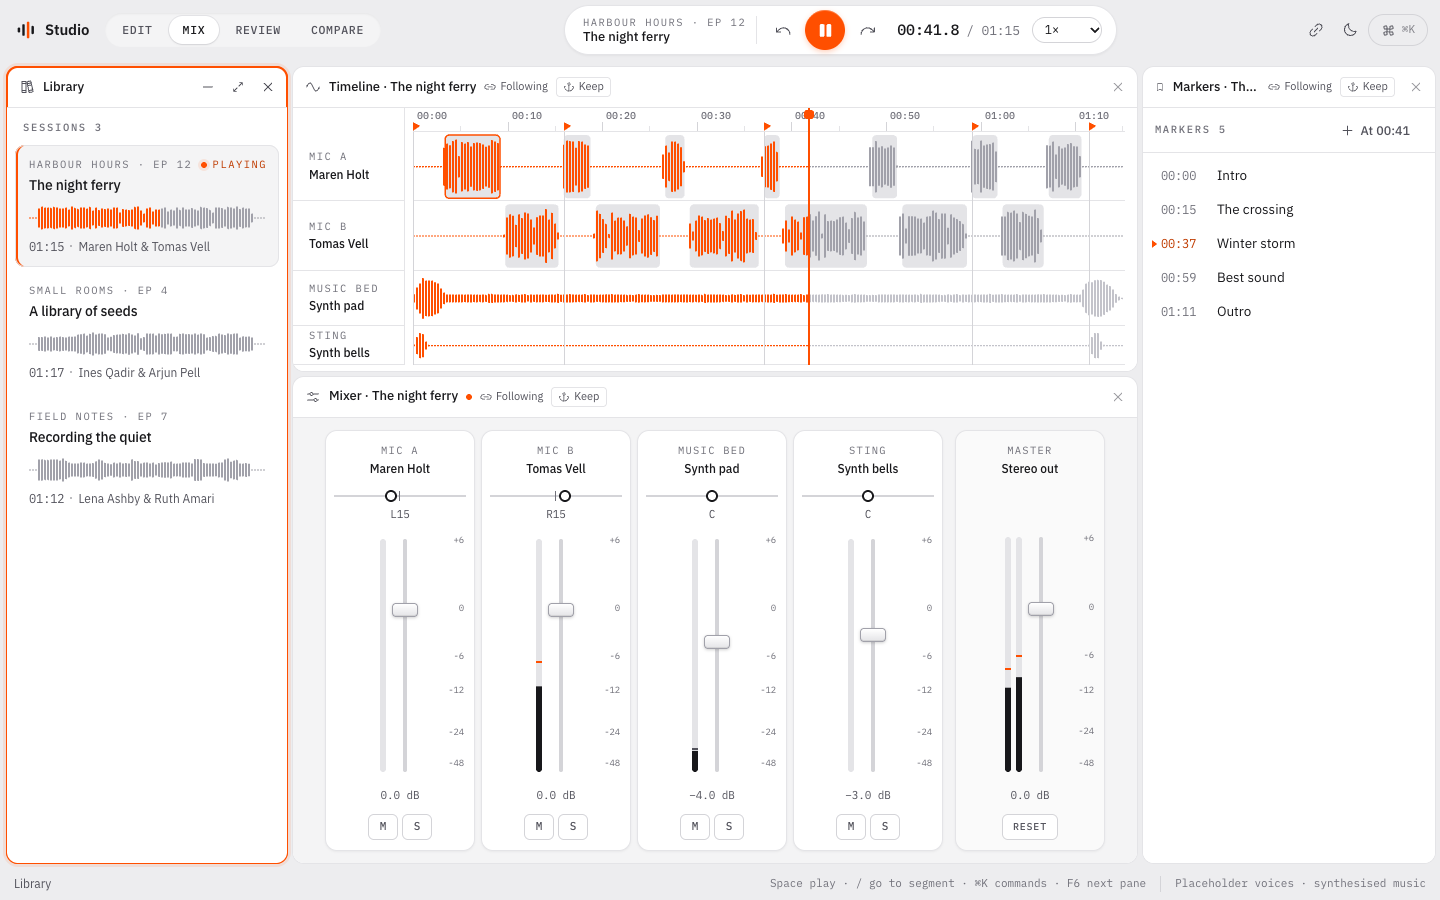 Studio
EDIT MIX REVIEW COMPARE
HARBOUR HOURS · EP 12
The night ferry
00:41.8 / 01:15
1×
⌘ ⌘K
Library
SESSIONS 3
HARBOUR HOURS · EP 12 PLAYING
The night ferry
01:15 · Maren Holt & Tomas Vell
SMALL ROOMS · EP 4
A library of seeds
01:17 · Ines Qadir & Arjun Pell
FIELD NOTES · EP 7
Recording the quiet
01:12 · Lena Ashby & Ruth Amari
Timeline · The night ferry Following Keep
00:00 00:10 00:20 00:30 00:40 00:50 01:00 01:10
MIC A
Maren Holt
MIC B
Tomas Vell
MUSIC BED
Synth pad
STING
Synth bells
Mixer · The night ferry Following Keep
MIC A
Maren Holt
L15
+6
0
-6
-12
-24
-48
0.0 dB
M S
MIC B
Tomas Vell
R15
+6
0
-6
-12
-24
-48
0.0 dB
M S
MUSIC BED
Synth pad
C
+6
0
-6
-12
-24
-48
−4.0 dB
M S
STING
Synth bells
C
+6
0
-6
-12
-24
-48
−3.0 dB
M S
MASTER
Stereo out
+6
0
-6
-12
-24
-48
0.0 dB
RESET
Markers · Th… Following Keep
MARKERS 5 At 00:41
00:00 Intro
00:15 The crossing
00:37 Winter storm
00:59 Best sound
01:11 Outro
Library
Space play · / go to segment · ⌘K commands · F6 next pane
Placeholder voices · synthesised music